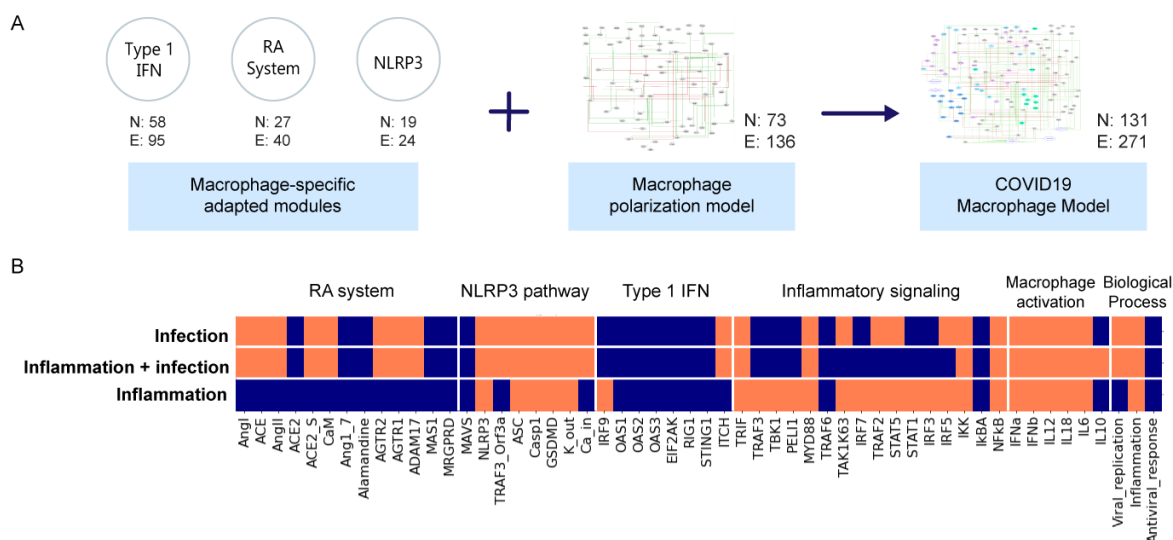 A
Type 1
IFN
RA
System
NLRP3
N: 58
E: 95
N: 27
E: 40
N: 19
E: 24
N: 73
E: 136
N: 131
E: 271
Macrophage-specific
adapted modules
Macrophage
polarization model
COVID19
Macrophage Model
B
RA system
NLRP3 pathway
Type 1 IFN
Inflammatory signaling
Macrophage
activation
Biological
Process
Infection
Inflammation + infection
Inflammation
AngI
ACE
AngII
ACE2
ACE2_S
CaM
Ang1_7
Alamandine
AGTR2
AGTR1
ADAM17
MAS1
MRGPRD
MAVS
NLRP3
TRAF3_Orf3a
ASC
Casp1
GSDMD
K_out
Ca_in
IRF9
OAS1
OAS2
OAS3
EIF2AK
RIG1
STING1
ITCH
TRIF
TRAF3
TBK1
PELI1
MYD88
TRAF6
TAK1K63
IRF7
TRAF2
STAT5
STAT1
IRF3
IRF5
IKK
IkBA
NFkB
IFNa
IFNb
IL12
IL18
IL6
IL10
Viral_replication
Inflammation
Antiviral_response